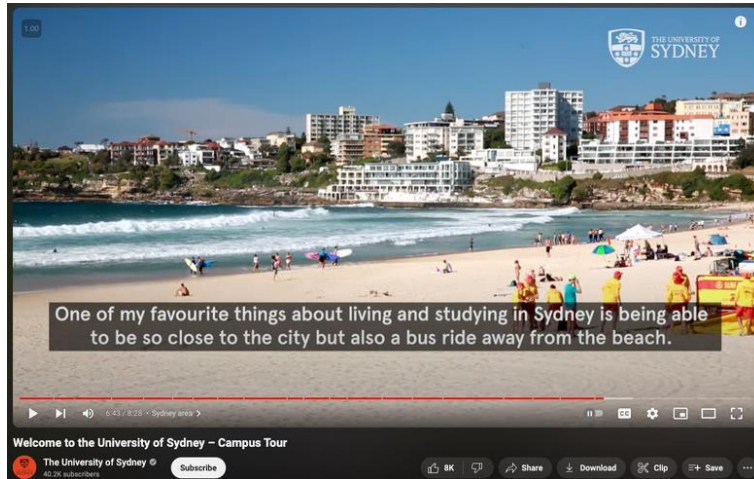 1.00
THE UNIVERSITY OF
SYDNEY
One of my favourite things about living and studying in Sydney is being able
to be so close to the city but also a bus ride away from the beach.
6:43 / 8:28 • Sydney area >
CC
Welcome to the University of Sydney – Campus Tour
The University of Sydney
40.2K subscribers
Subscribe
8K
Share
Download
Clip
Save